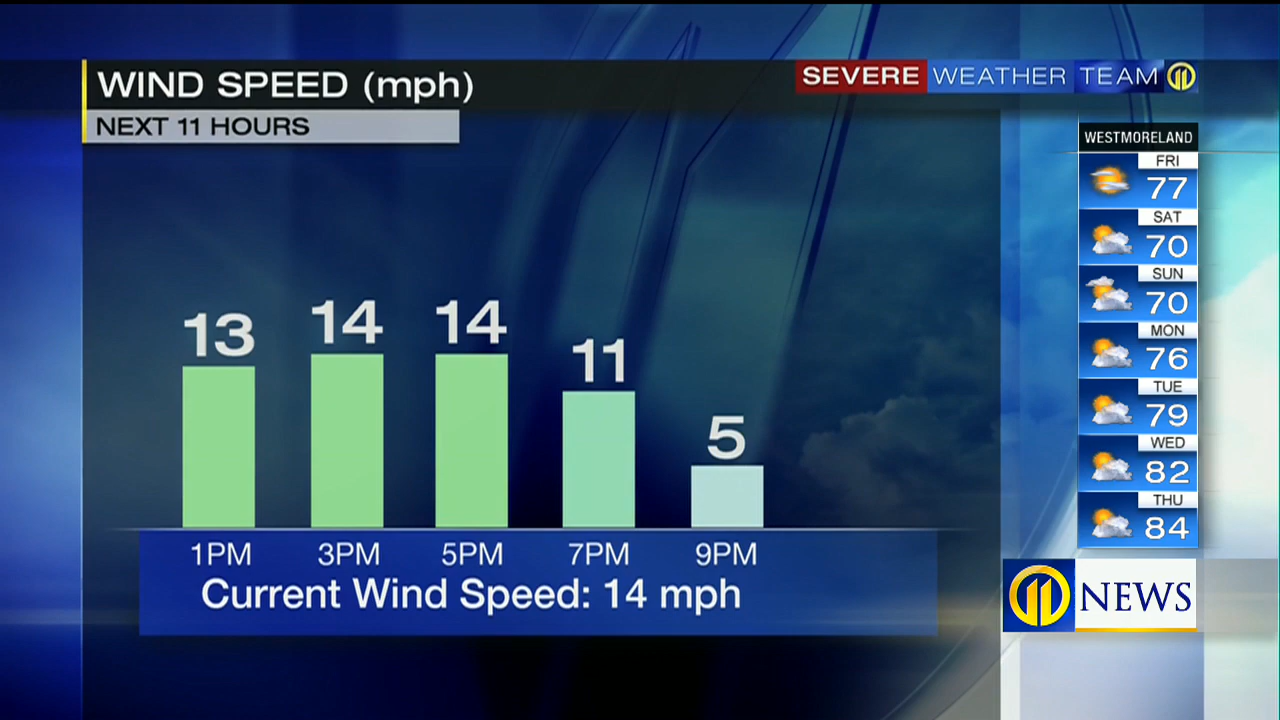 WIND SPEED (mph)
NEXT 11 HOURS
SEVERE WEATHER TEAM 11
13 14 14 11 5
1PM 3PM 5PM 7PM 9PM
Current Wind Speed: 14 mph
WESTMORELAND
FRI
77
SAT
70
SUN
70
MON
76
TUE
79
WED
82
THU
84
11 NEWS